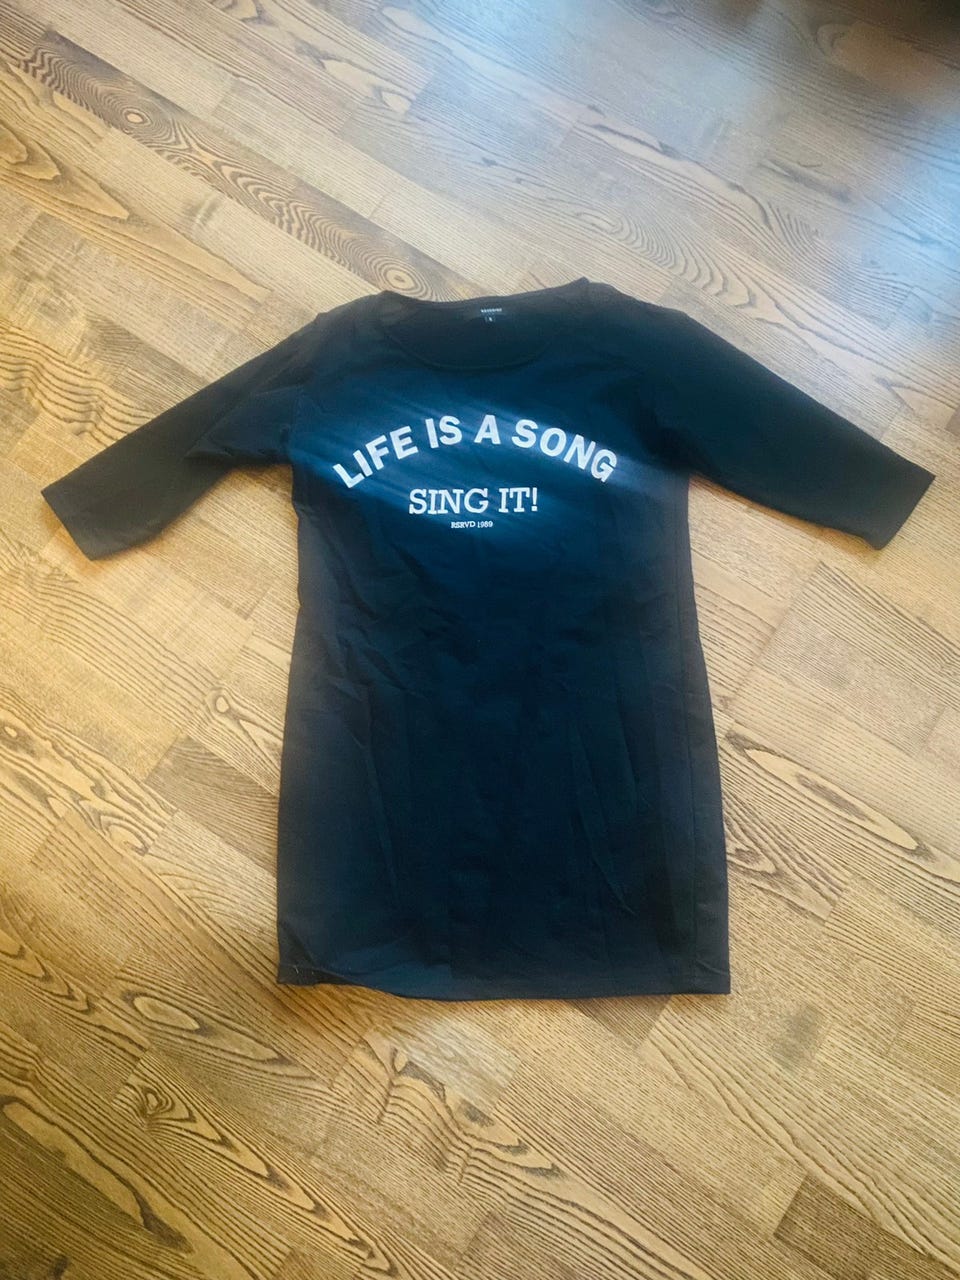 LIFE IS A SONG
SING IT!
RSRVD 1989